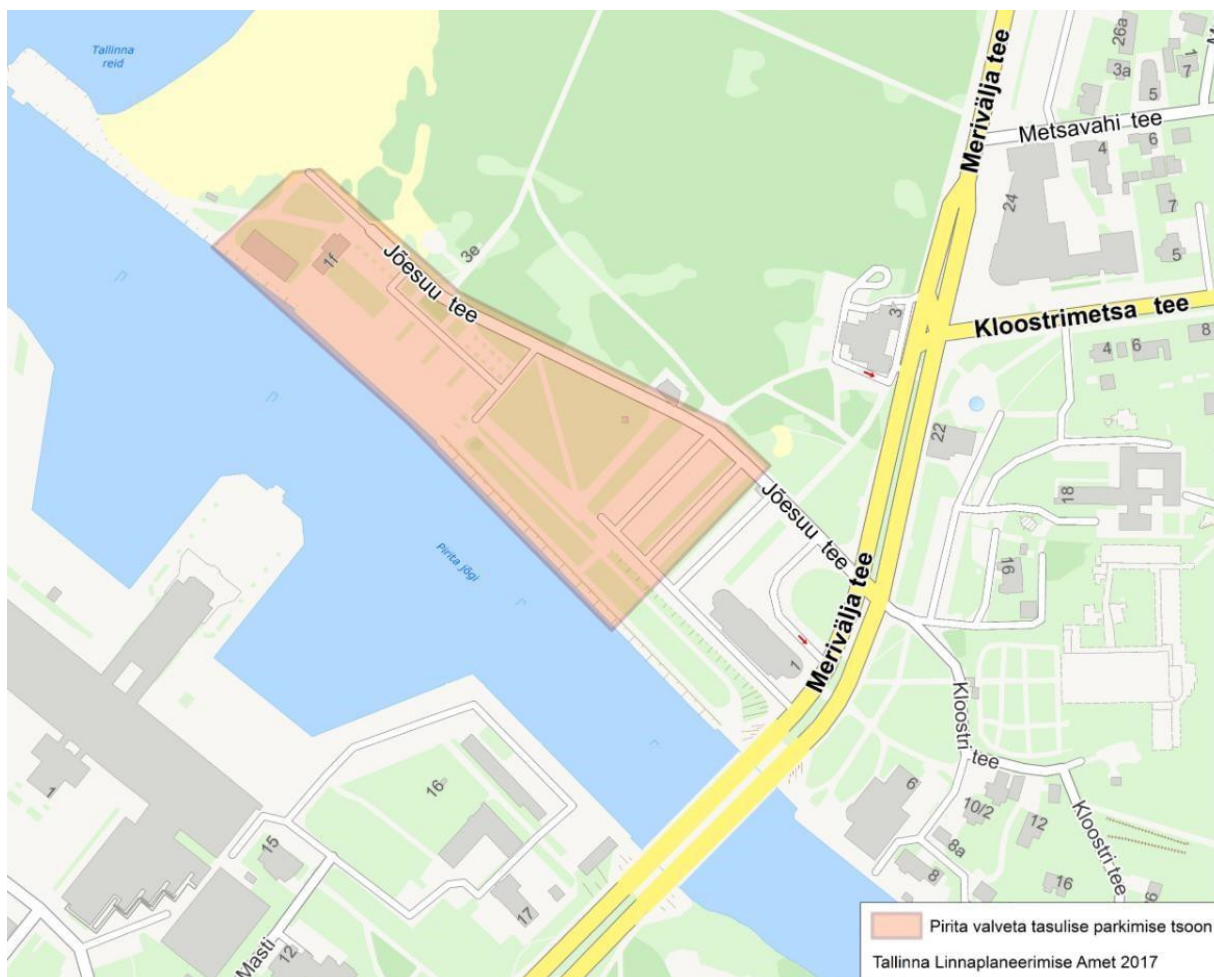 Tallinna
reid
26a
3a
1
7
5
Merivälja tee
Metsavahi tee
4
6
24
7
5
3e
1f
Jõesuu tee
3
Kloostrimetsa tee
8
4
6
22
18
Jõesuu tee
16
Pirita jõgi
Merivälja tee
1
Kloostri tee
6
10/2
12
Kloostri tee
8a
8
16
6
1
16
15
17
Masti
12
Pirita valveta tasulise parkimise tsoon
Tallinna Linnaplaneerimise Amet 2017